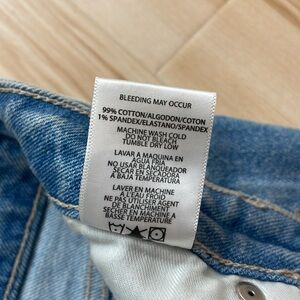 BLEEDING MAY OCCUR
99% COTTON/ALGODON/COTON
1% SPANDEX/ELASTANO/SPANDEX
MACHINE WASH COLD
DO NOT BLEACH
TUMBLE DRY LOW
LAVAR A MAQUINA EN
AGUA FRIA
NO USAR BLANQUEADOR
SECAR EN SECADORA
A BAJA TEMPERATURA
LAVER EN MACHINE
A L'EAU FROID
NE PAS UTILISER AGENT
DE BLANCHIMENT
SECHER EN MACHINE A
BASSE TEMPERATURE